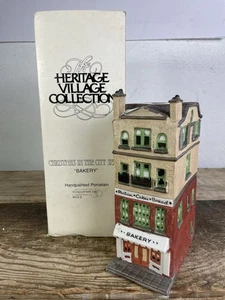 The
HERITAGE
VILLAGE
COLLECTION
CHRISTMAS IN THE CITY
"BAKERY"
Handpainted Porcelain
BAKERY